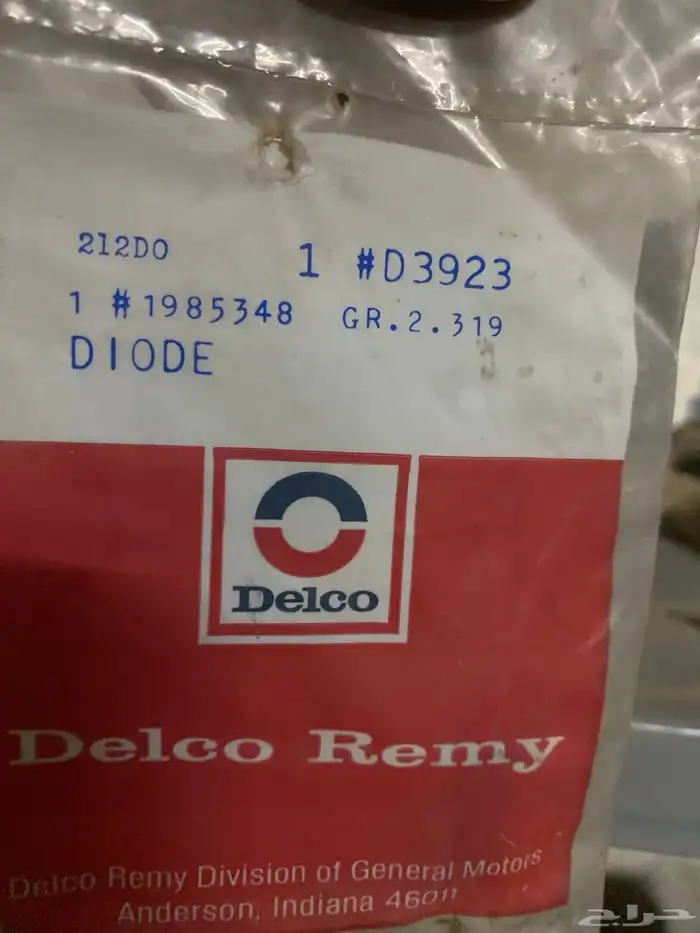 212DO 1 #D3923
1 #1985348 GR.2.319
DIODE
Delco
Delco Remy
Delco Remy Division of General Motors
Anderson, Indiana 46011
حراج